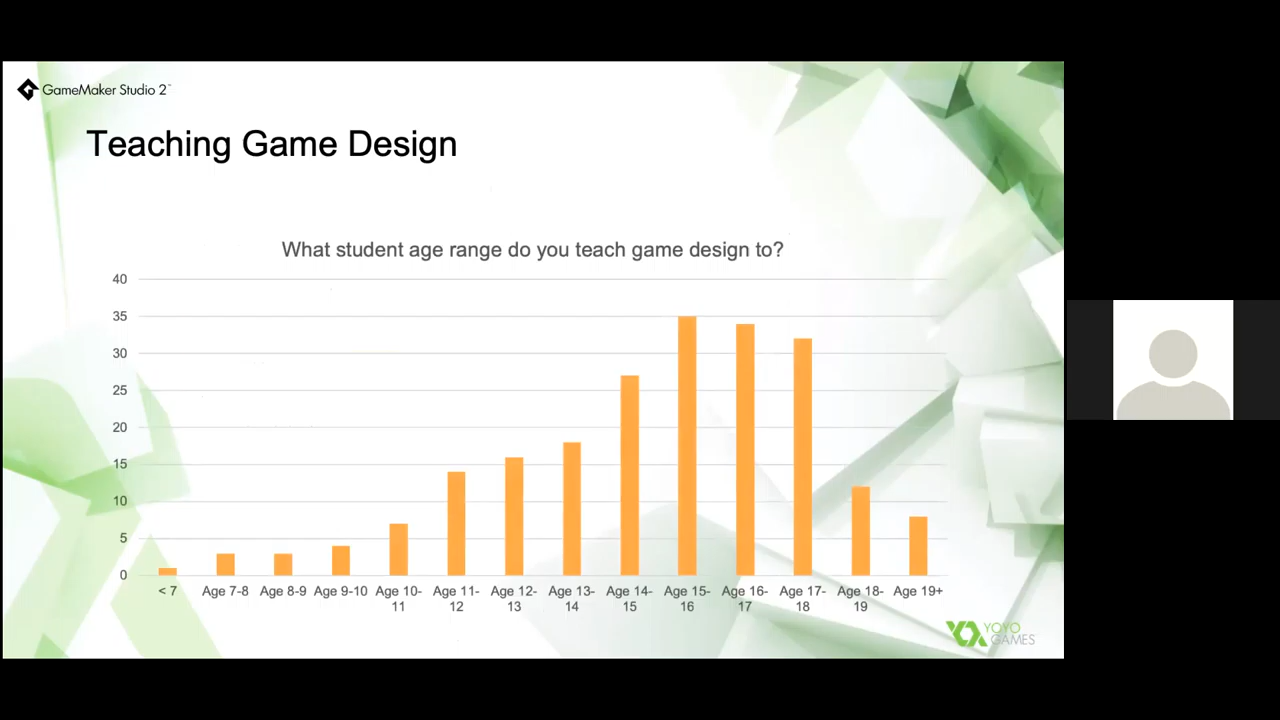 GameMaker Studio 2™
Teaching Game Design
What student age range do you teach game design to?
40
35
30
25
20
15
10
5
0
< 7 Age 7-8 Age 8-9 Age 9-10 Age 10- Age 11- Age 12- Age 13- Age 14- Age 15- Age 16- Age 17- Age 18- Age 19+
11 12 13 14 15 16 17 18 19
YOYO
GAMES